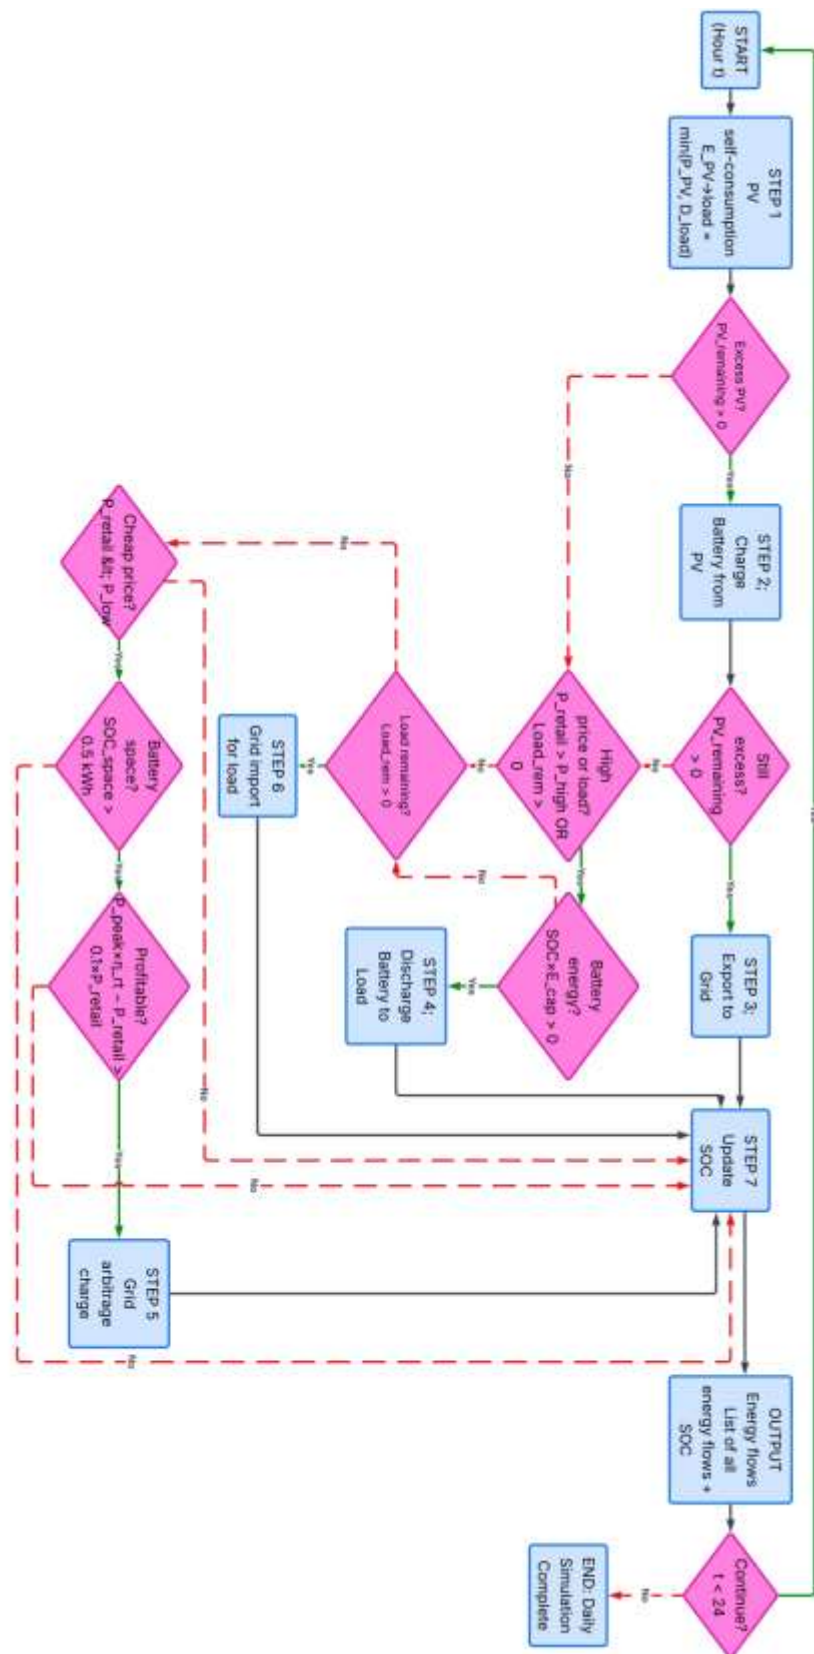 START
(Hour t)
STEP 1
PV
self-consumption
E_PV→load =
min(P_PV, D_load)
Excess PV?
PV_remaining > 0
Yes
No
STEP 2;
Charge
Battery from
PV
Still
excess?
PV_remaining
> 0
Yes
No
STEP 3;
Export to
Grid
High
price or load?
P_retail > P_high OR
Load_rem >
0
Yes
No
Battery
energy?
SOC×E_cap > 0
Yes
No
STEP 4;
Discharge
Battery to
Load
Load remaining?
Load_rem > 0
Yes
No
STEP 6
Grid import
for load
Cheap price?
P_retail &lt; P_low
Yes
No
Battery
space?
SOC_space >
0.5 kWh
Yes
No
Profitable?
P_peak×η_rt − P_retail >
0.1×P_retail
Yes
No
STEP 5
Grid
arbitrage
charge
STEP 7
Update
SOC
OUTPUT
Energy flows
List of all
energy flows +
SOC
Continue?
t < 24
No
END: Daily
Simulation
Complete